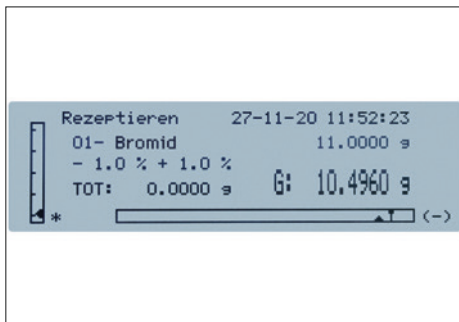 Rezeptieren 27-11-20 11:52:23
01- Bromid 11.0000 g
- 1.0 % + 1.0 %
TOT: 0.0000 g G: 10.4960 g
* (-)